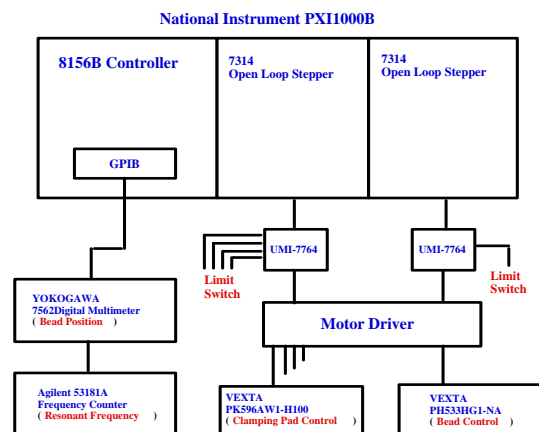 National Instrument PXI1000B
8156B Controller
7314
Open Loop Stepper
7314
Open Loop Stepper
GPIB
UMI-7764
UMI-7764
Limit
Switch
Limit
Switch
YOKOGAWA
7562Digital Multimeter
( Bead Position )
Motor Driver
Agilent 53181A
Frequency Counter
( Resonant Frequency )
VEXTA
PK596AW1-H100
( Clamping Pad Control )
VEXTA
PH533HG1-NA
( Bead Control )